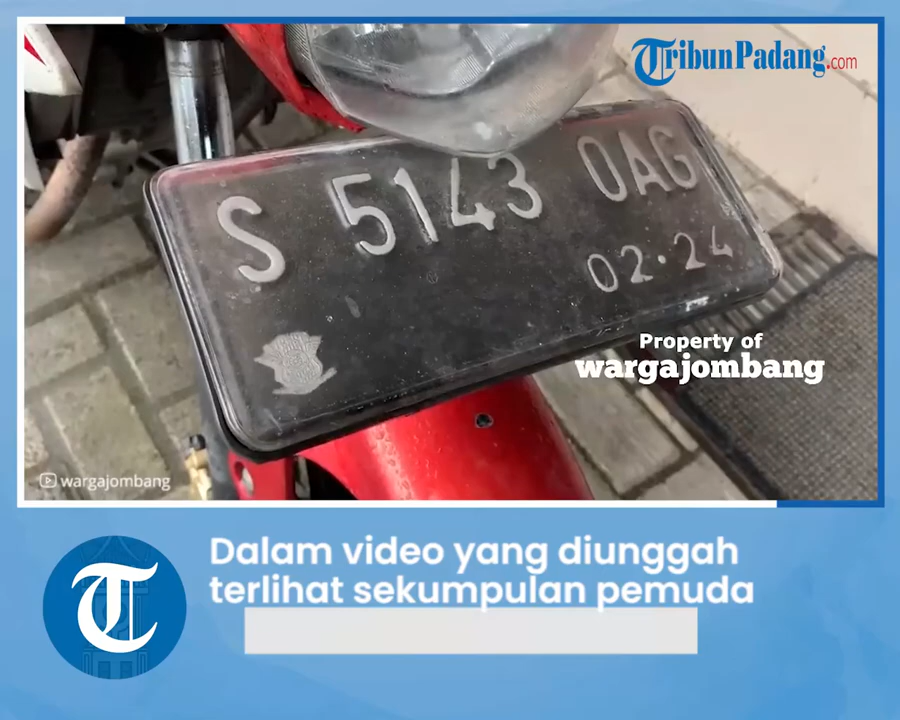 TribunPadang.com
S 5143 OAG
02·24
Property of
wargajombang
wargajombang
Dalam video yang diunggah
terlihat sekumpulan pemuda